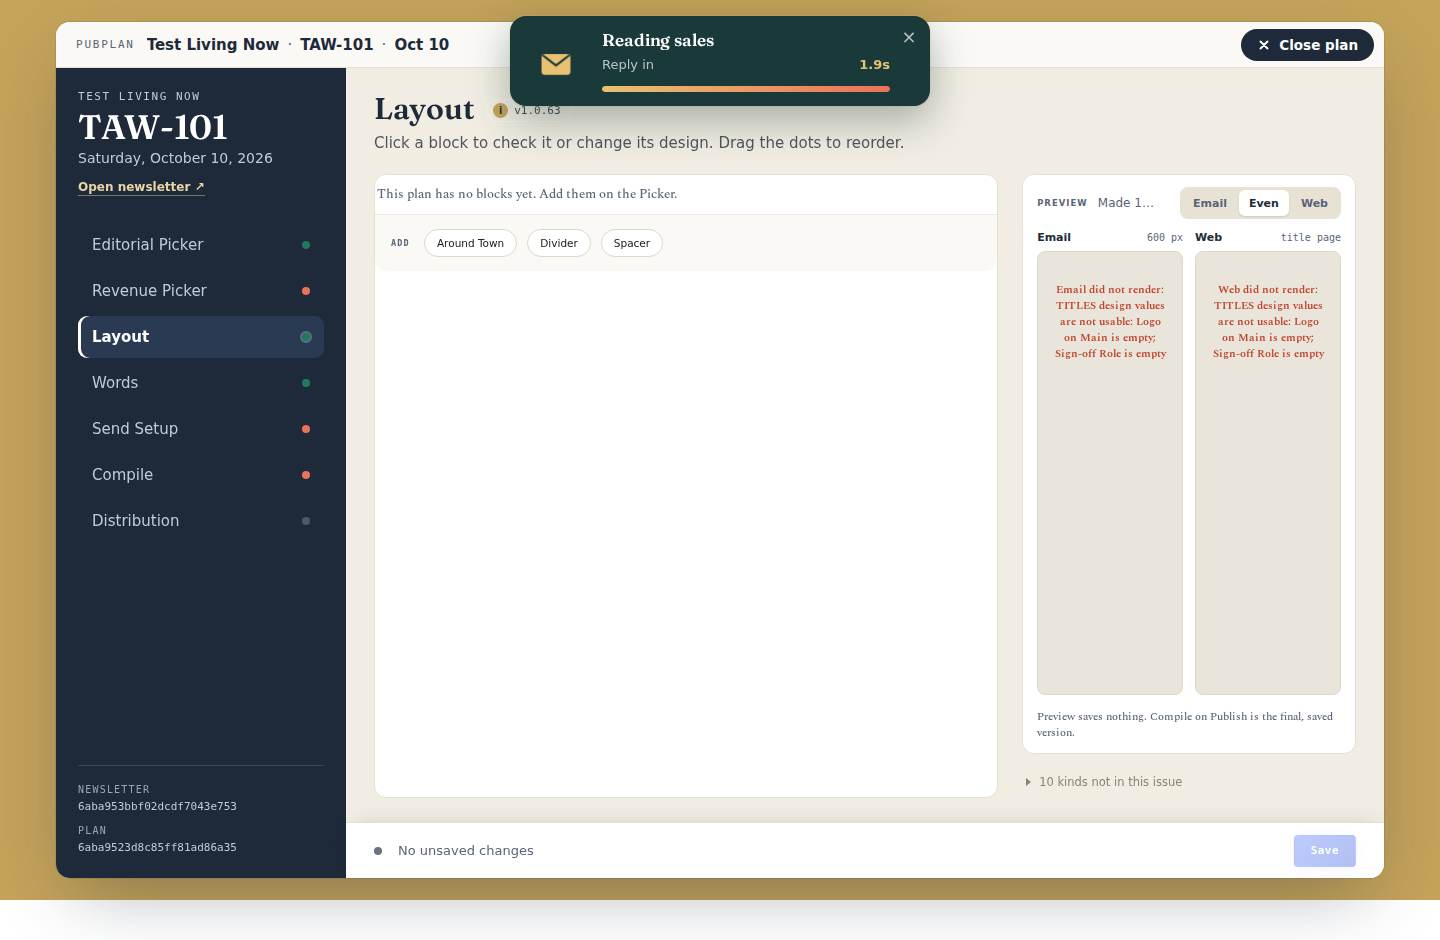 PUBPLAN Test Living Now · TAW-101 · Oct 10
Reading sales
Reply in 1.9s
Close plan
TEST LIVING NOW
TAW-101
Saturday, October 10, 2026
Open newsletter ↗
Editorial Picker
Revenue Picker
Layout
Words
Send Setup
Compile
Distribution
NEWSLETTER
6aba953bbf02dcdf7043e753
PLAN
6aba9523d8c85ff81ad86a35
Layout i v1.0.63
Click a block to check it or change its design. Drag the dots to reorder.
This plan has no blocks yet. Add them on the Picker.
ADD Around Town Divider Spacer
PREVIEW Made 1… Email Even Web
Email 600 px
Email did not render:
TITLES design values
are not usable: Logo
on Main is empty;
Sign-off Role is empty
Web title page
Web did not render:
TITLES design values
are not usable: Logo
on Main is empty;
Sign-off Role is empty
Preview saves nothing. Compile on Publish is the final, saved
version.
10 kinds not in this issue
No unsaved changes
Save